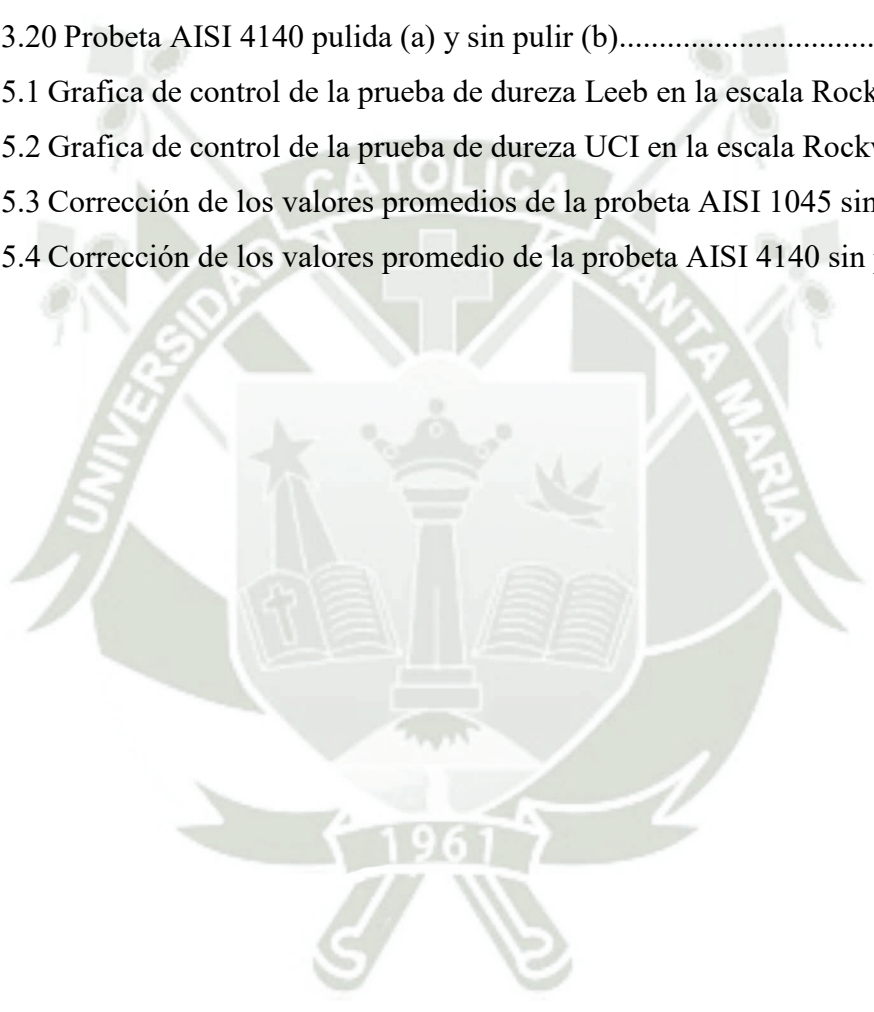 3.20 Probeta AISI 4140 pulida (a) y sin pulir (b)...............................
5.1 Grafica de control de la prueba de dureza Leeb en la escala Rock
5.2 Grafica de control de la prueba de dureza UCI en la escala Rock
5.3 Corrección de los valores promedios de la probeta AISI 1045 sin
5.4 Corrección de los valores promedio de la probeta AISI 4140 sin
UNIVERSIDAD CATOLICA SANTA MARIA
1961